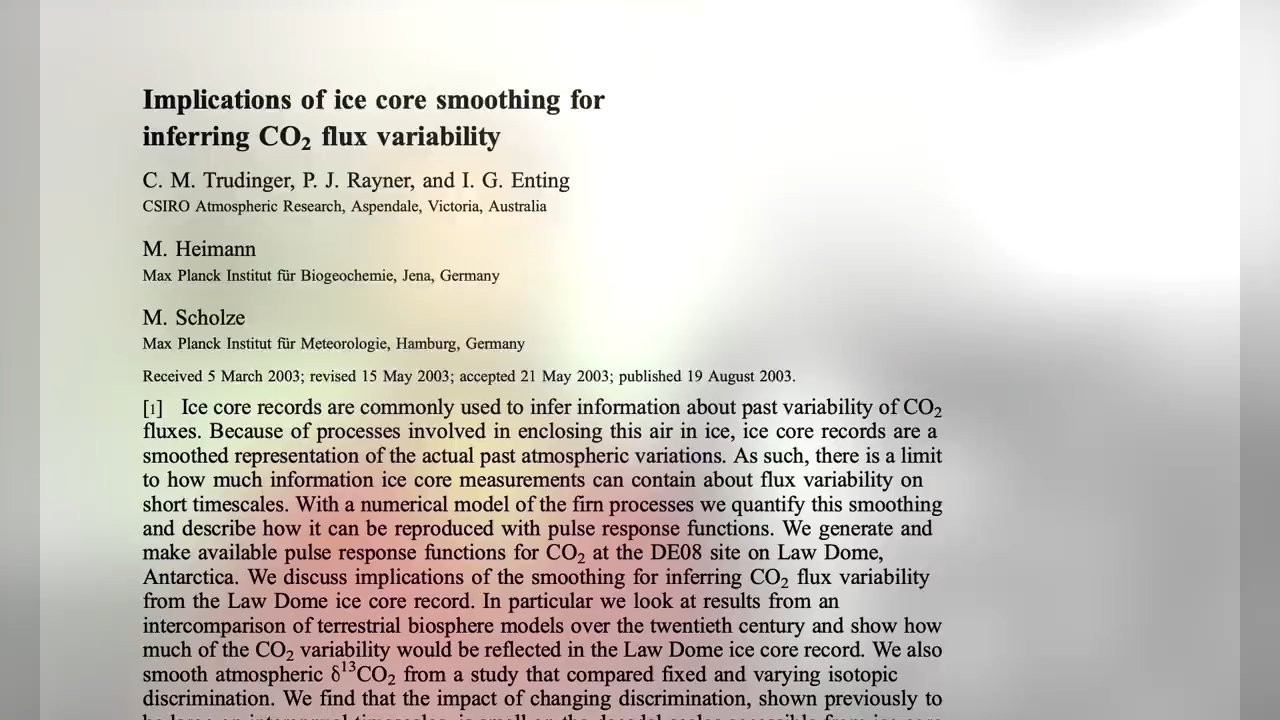 Implications of ice core smoothing for
inferring CO₂ flux variability
C. M. Trudinger, P. J. Rayner, and I. G. Enting
CSIRO Atmospheric Research, Aspendale, Victoria, Australia
M. Heimann
Max Planck Institut für Biogeochemie, Jena, Germany
M. Scholze
Max Planck Institut für Meteorologie, Hamburg, Germany
Received 5 March 2003; revised 15 May 2003; accepted 21 May 2003; published 19 August 2003.
[1] Ice core records are commonly used to infer information about past variability of CO₂
fluxes. Because of processes involved in enclosing this air in ice, ice core records are a
smoothed representation of the actual past atmospheric variations. As such, there is a limit
to how much information ice core measurements can contain about flux variability on
short timescales. With a numerical model of the firn processes we quantify this smoothing
and describe how it can be reproduced with pulse response functions. We generate and
make available pulse response functions for CO₂ at the DE08 site on Law Dome,
Antarctica. We discuss implications of the smoothing for inferring CO₂ flux variability
from the Law Dome ice core record. In particular we look at results from an
intercomparison of terrestrial biosphere models over the twentieth century and show how
much of the CO₂ variability would be reflected in the Law Dome ice core record. We also
smooth atmospheric δ¹³CO₂ from a study that compared fixed and varying isotopic
discrimination. We find that the impact of changing discrimination, shown previously to